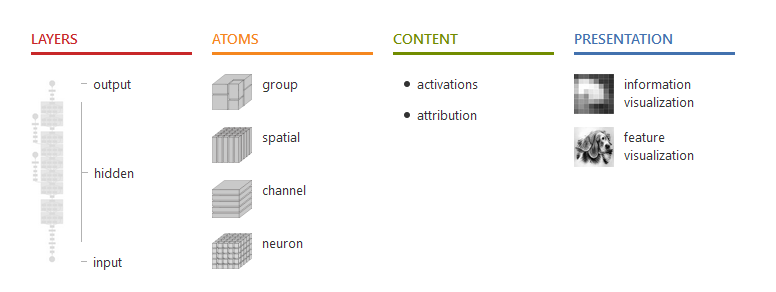 LAYERS
output
hidden
input
ATOMS
group
spatial
channel
neuron
CONTENT
activations
attribution
PRESENTATION
information
visualization
feature
visualization